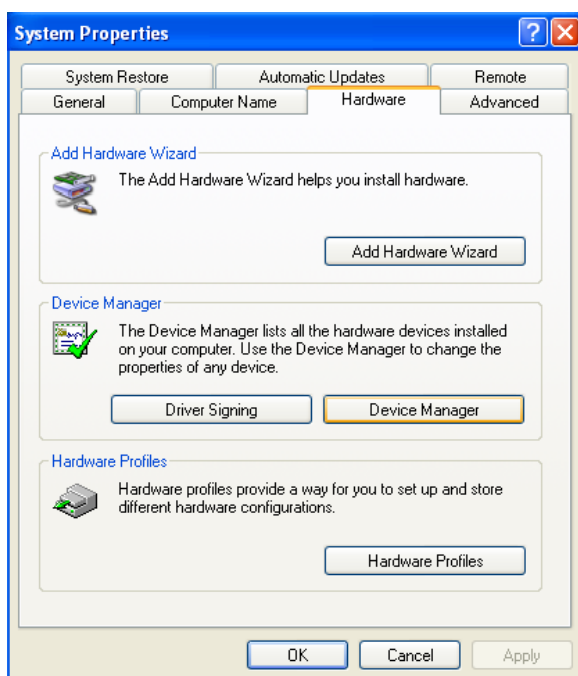 System Properties
System Restore
Automatic Updates
Remote
General
Computer Name
Hardware
Advanced
Add Hardware Wizard
The Add Hardware Wizard helps you install hardware.
Add Hardware Wizard
Device Manager
The Device Manager lists all the hardware devices installed
on your computer. Use the Device Manager to change the
properties of any device.
Driver Signing
Device Manager
Hardware Profiles
Hardware profiles provide a way for you to set up and store
different hardware configurations.
Hardware Profiles
OK
Cancel
Apply